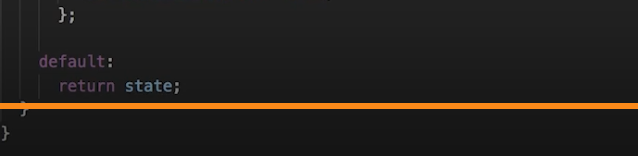 };
default:
return state;
}
}